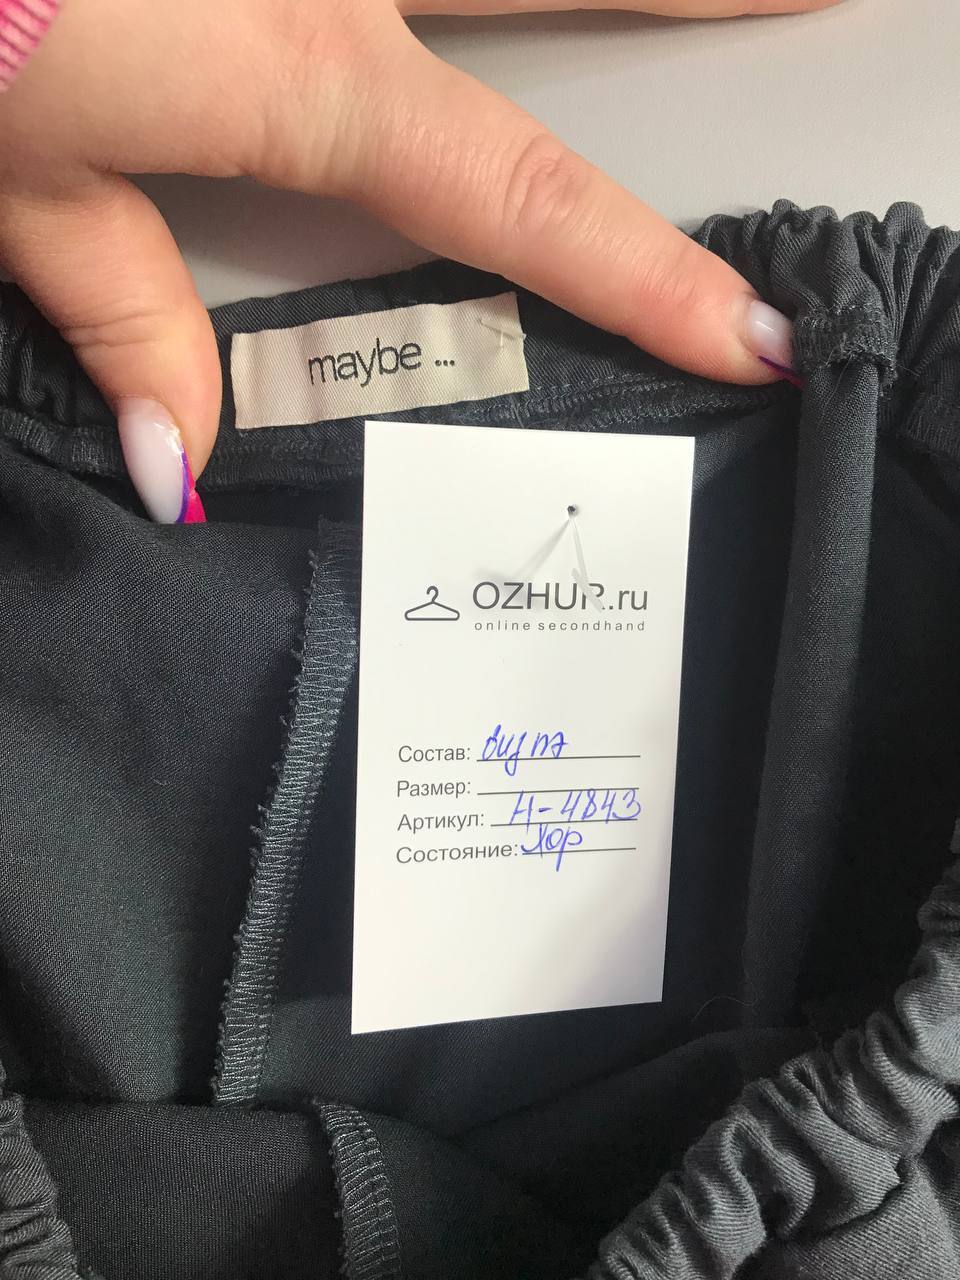 maybe ...
OZHUR.ru
online secondhand
Состав:
Размер:
Артикул: Н-4843
Состояние: Хор